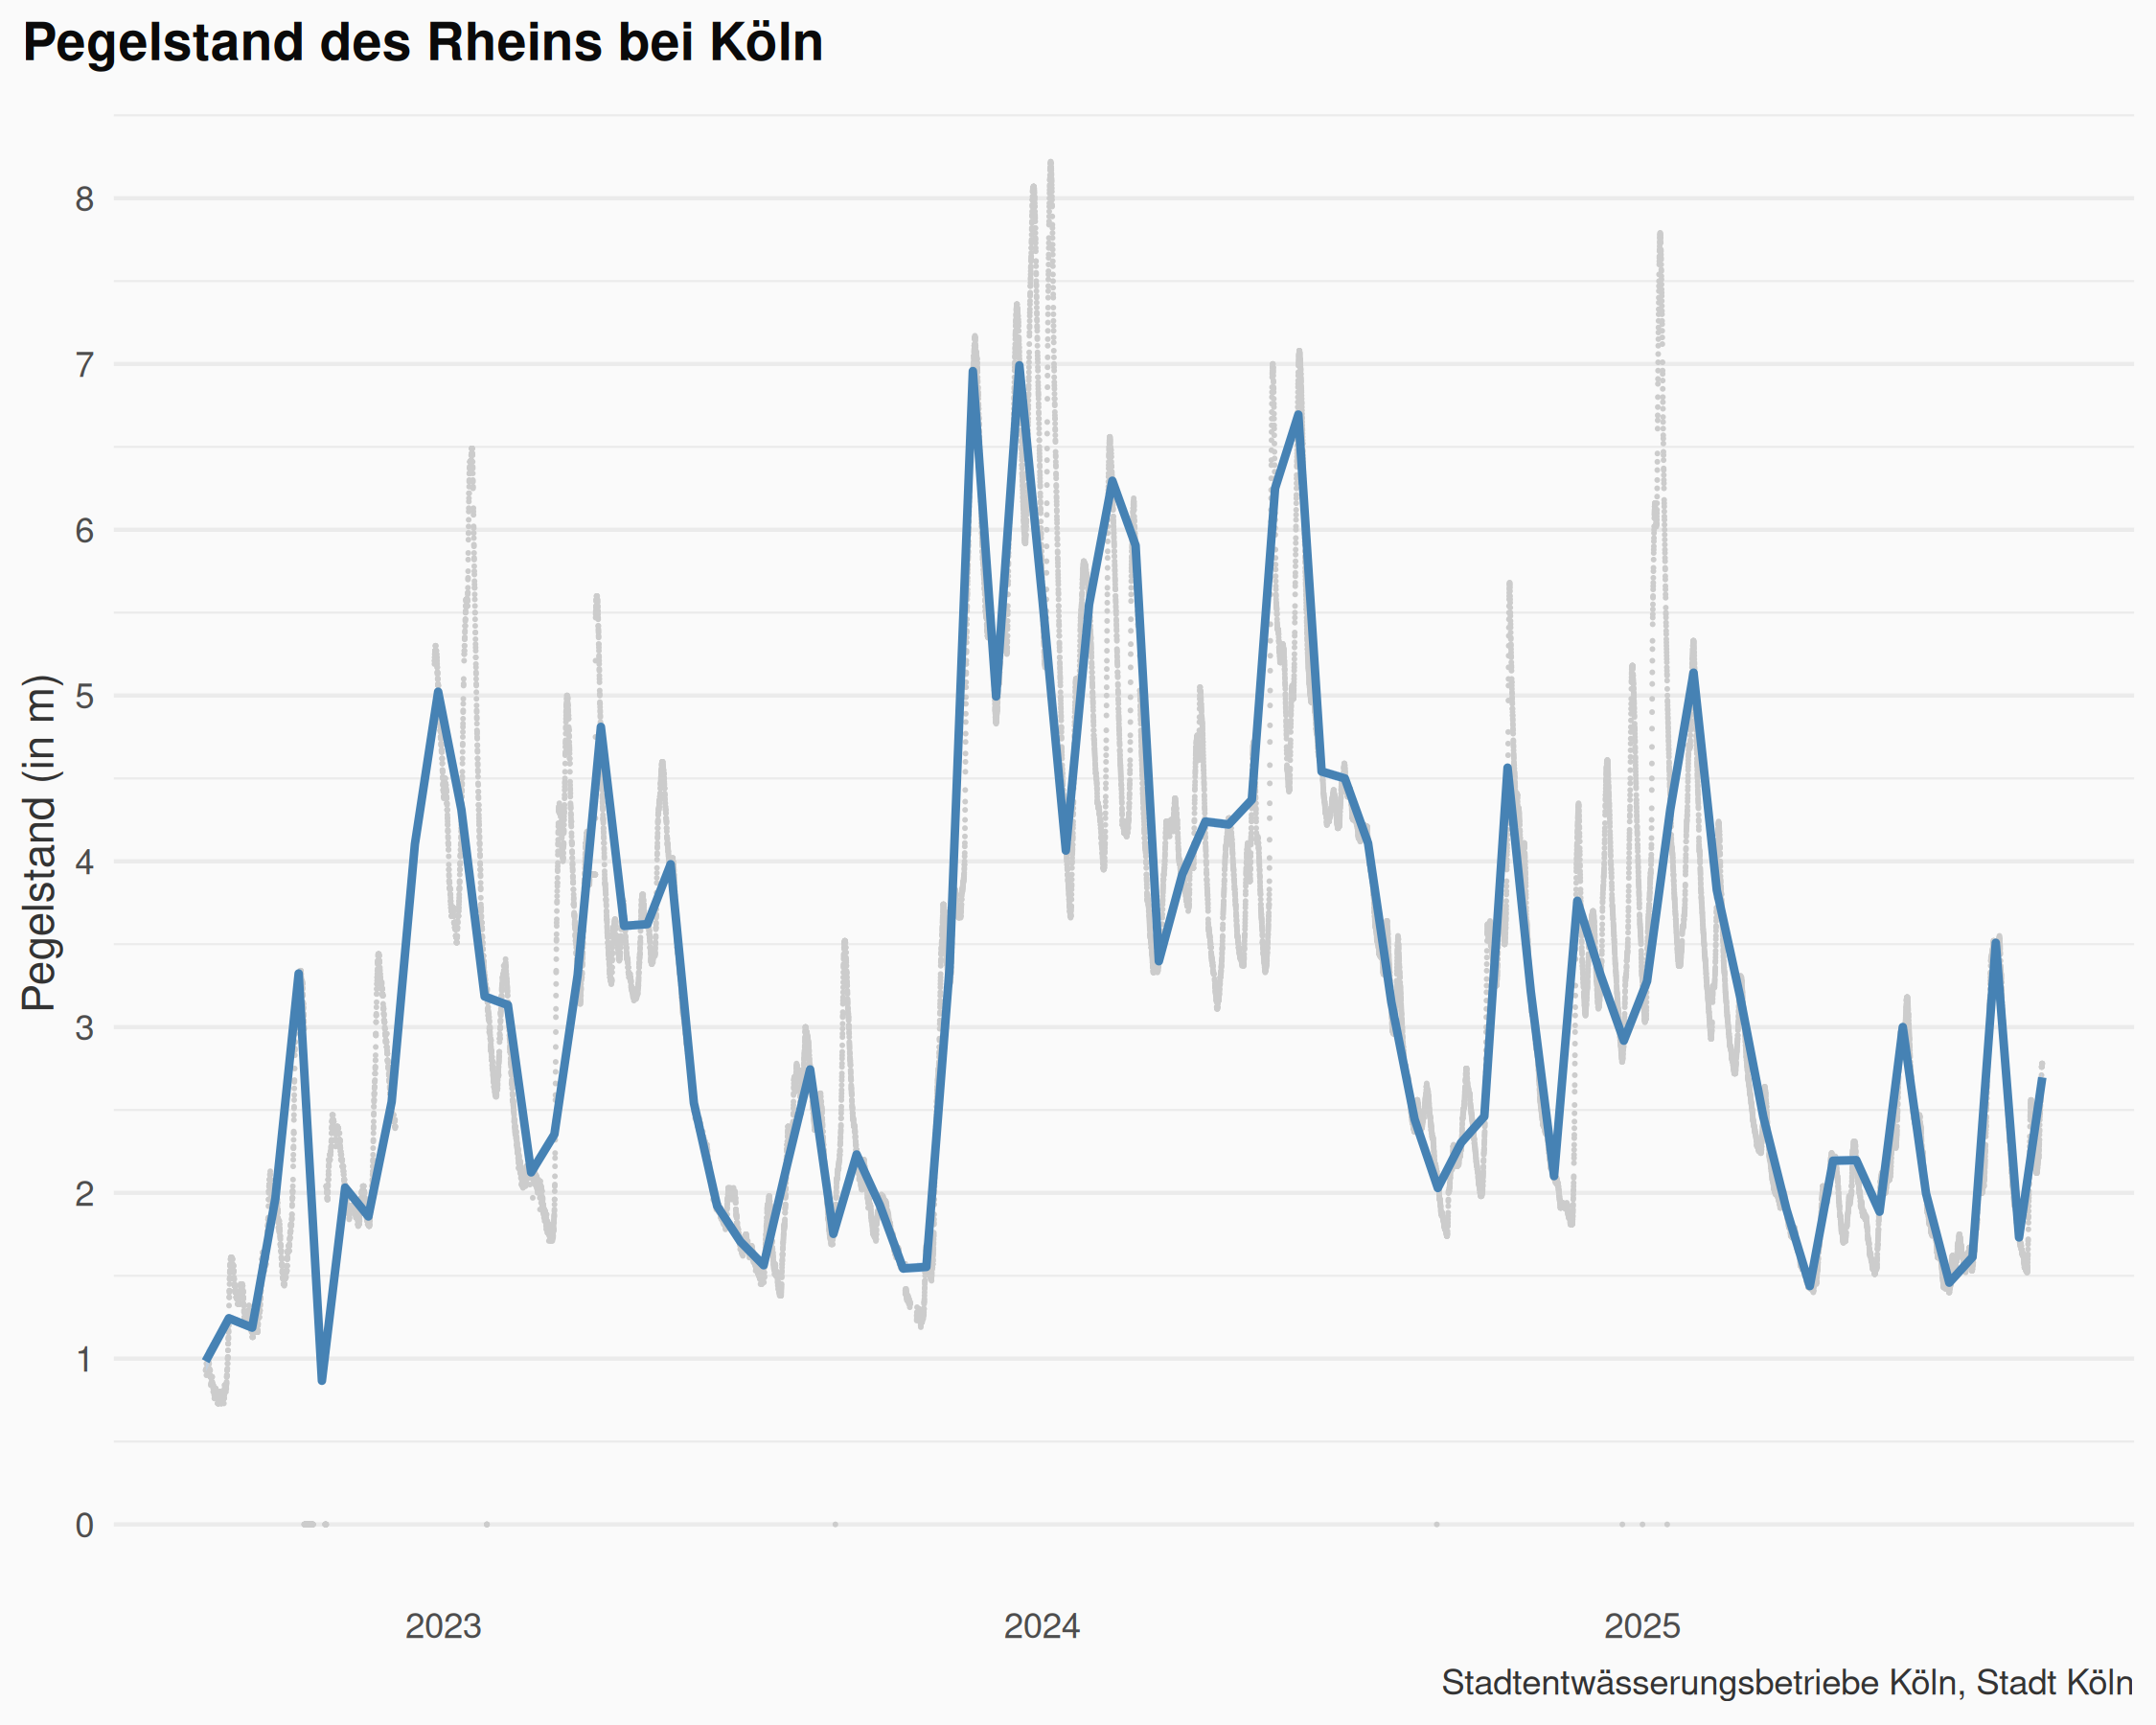 Pegelstand des Rheins bei Köln
Pegelstand (in m)
8
7
6
5
4
3
2
1
0
2023 2024 2025
Stadtentwässerungsbetriebe Köln, Stadt Köln